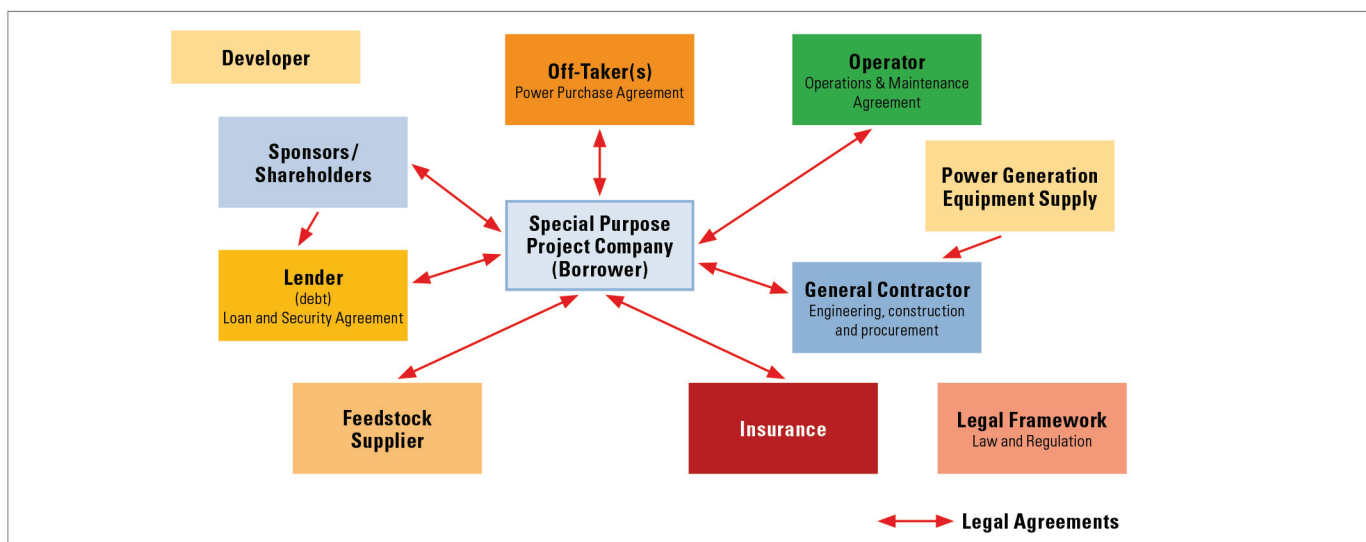 Developer
Off-Taker(s)
Power Purchase Agreement
Operator
Operations & Maintenance
Agreement
Sponsors/
Shareholders
Power Generation
Equipment Supply
Special Purpose
Project Company
(Borrower)
Lender
(debt)
Loan and Security Agreement
General Contractor
Engineering, construction
and procurement
Feedstock
Supplier
Insurance
Legal Framework
Law and Regulation
Legal Agreements